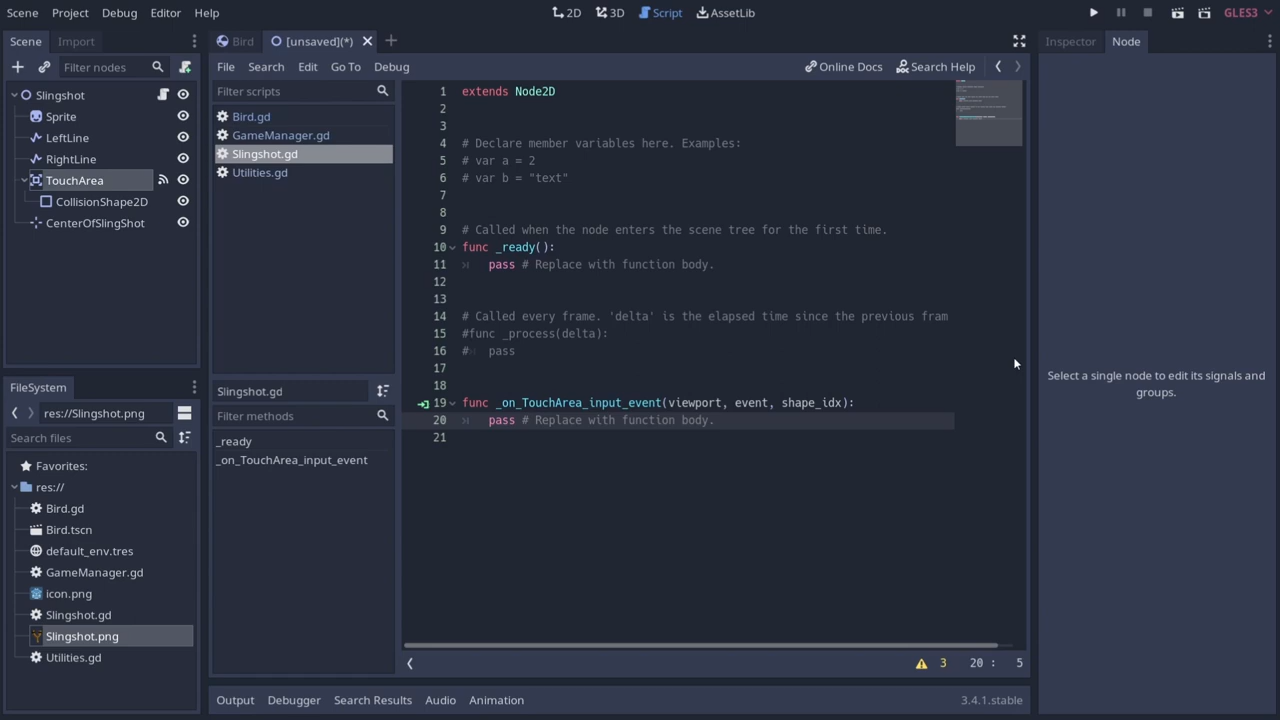 Scene Project Debug Editor Help 2D 3D Script AssetLib GLES3
Scene Import
Bird [unsaved](*)
Inspector Node
Filter nodes
File Search Edit Go To Debug Online Docs Search Help
Slingshot
Sprite
LeftLine
RightLine
TouchArea
CollisionShape2D
CenterOfSlingShot
Filter scripts
Bird.gd
GameManager.gd
Slingshot.gd
Utilities.gd
Slingshot.gd
Filter methods
_ready
_on_TouchArea_input_event
1 extends Node2D
2
3
4 # Declare member variables here. Examples:
5 # var a = 2
6 # var b = "text"
7
8
9 # Called when the node enters the scene tree for the first time.
10 func _ready():
11 pass # Replace with function body.
12
13
14 # Called every frame. 'delta' is the elapsed time since the previous fram
15 #func _process(delta):
16 # pass
17
18
19 func _on_TouchArea_input_event(viewport, event, shape_idx):
20 pass # Replace with function body.
21
Select a single node to edit its signals and
groups.
FileSystem
res://Slingshot.png
Search files
Favorites:
res://
Bird.gd
Bird.tscn
default_env.tres
GameManager.gd
icon.png
Slingshot.gd
Slingshot.png
Utilities.gd
3 20 : 5
Output Debugger Search Results Audio Animation 3.4.1.stable